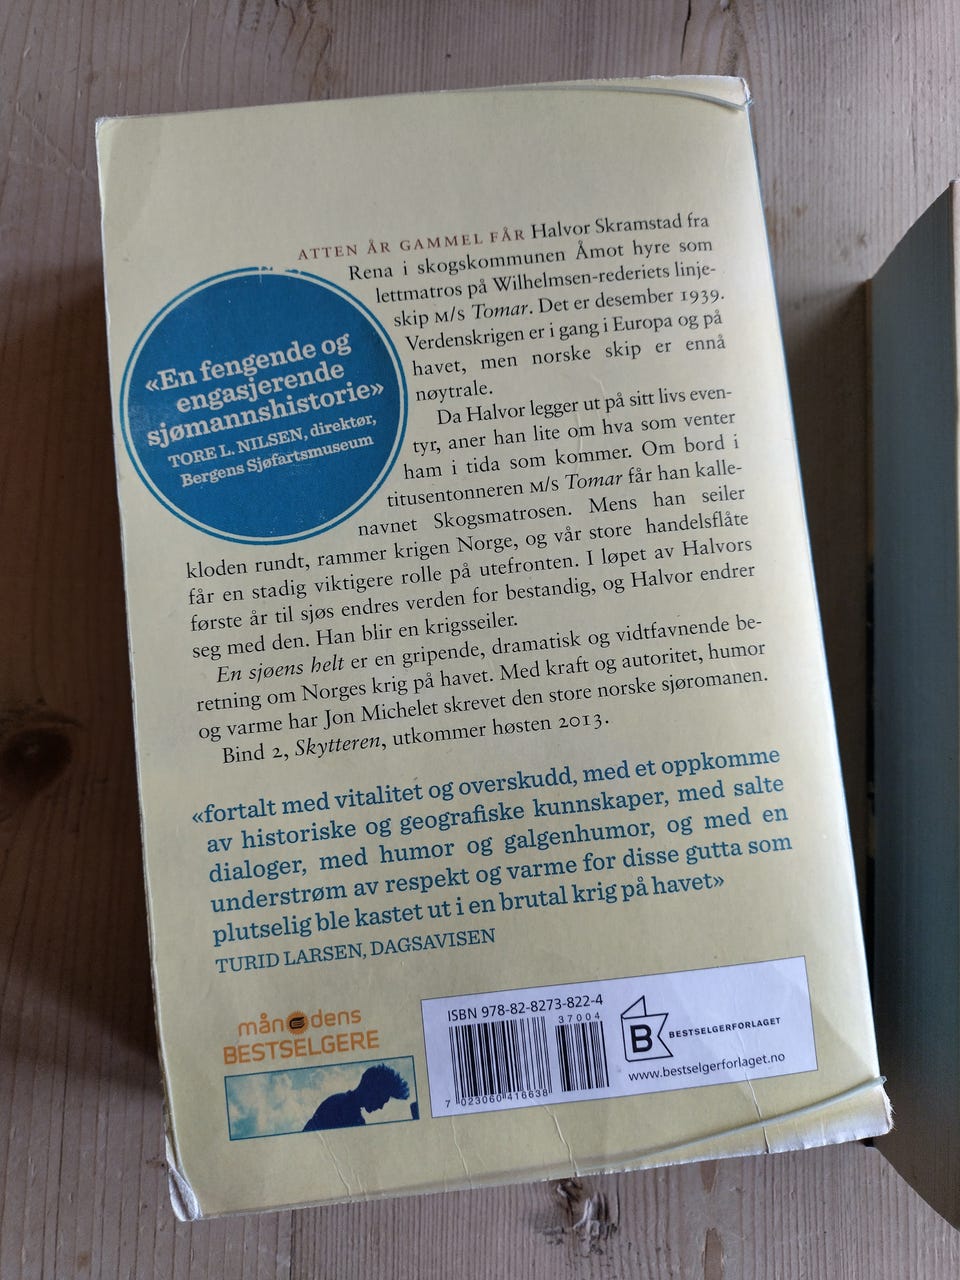 ATTEN ÅR GAMMEL FÅR Halvor Skramstad fra
Rena i skogskommunen Åmot hyre som
lettmatros på Wilhelmsen-rederiets linje-
skip M/S Tomar. Det er desember 1939.
Verdenskrigen er i gang i Europa og på
havet, men norske skip er ennå
nøytrale.
Da Halvor legger ut på sitt livs even-
tyr, aner han lite om hva som venter
ham i tida som kommer. Om bord i
titusentonneren M/S Tomar får han kalle-
navnet Skogsmatrosen. Mens han seiler
kloden rundt, rammer krigen Norge, og vår store handelsflåte
får en stadig viktigere rolle på utefronten. I løpet av Halvors
første år til sjøs endres verden for bestandig, og Halvor endrer
seg med den. Han blir en krigsseiler.
En sjøens helt er en gripende, dramatisk og vidtfavnende be-
retning om Norges krig på havet. Med kraft og autoritet, humor
og varme har Jon Michelet skrevet den store norske sjøromanen.
Bind 2, Skytteren, utkommer høsten 2013.
«En fengende og
engasjerende
sjømannshistorie»
TORE L. NILSEN, direktør,
Bergens Sjøfartsmuseum
«fortalt med vitalitet og overskudd, med et oppkomme
av historiske og geografiske kunnskaper, med salte
dialoger, med humor og galgenhumor, og med en
understrøm av respekt og varme for disse gutta som
plutselig ble kastet ut i en brutal krig på havet»
TURID LARSEN, DAGSAVISEN
månedens
BESTSELGERE
ISBN 978-82-8273-822-4
37004
7 023060 416638
B BESTSELGERFORLAGET
www.bestselgerforlaget.no